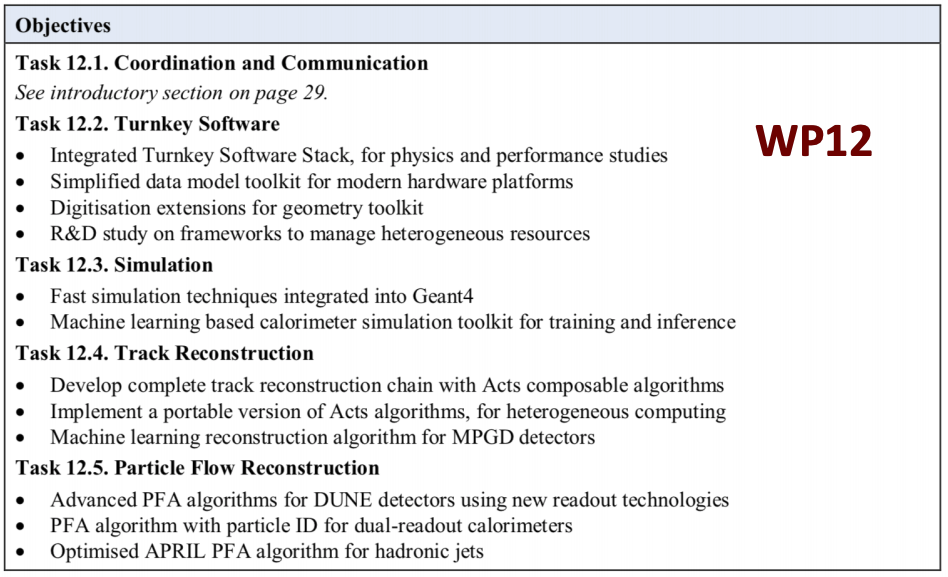 Objectives
Task 12.1. Coordination and Communication
See introductory section on page 29.
Task 12.2. Turnkey Software
WP12
• Integrated Turnkey Software Stack, for physics and performance studies
• Simplified data model toolkit for modern hardware platforms
• Digitisation extensions for geometry toolkit
• R&D study on frameworks to manage heterogeneous resources
Task 12.3. Simulation
• Fast simulation techniques integrated into Geant4
• Machine learning based calorimeter simulation toolkit for training and inference
Task 12.4. Track Reconstruction
• Develop complete track reconstruction chain with Acts composable algorithms
• Implement a portable version of Acts algorithms, for heterogeneous computing
• Machine learning reconstruction algorithm for MPGD detectors
Task 12.5. Particle Flow Reconstruction
• Advanced PFA algorithms for DUNE detectors using new readout technologies
• PFA algorithm with particle ID for dual-readout calorimeters
• Optimised APRIL PFA algorithm for hadronic jets